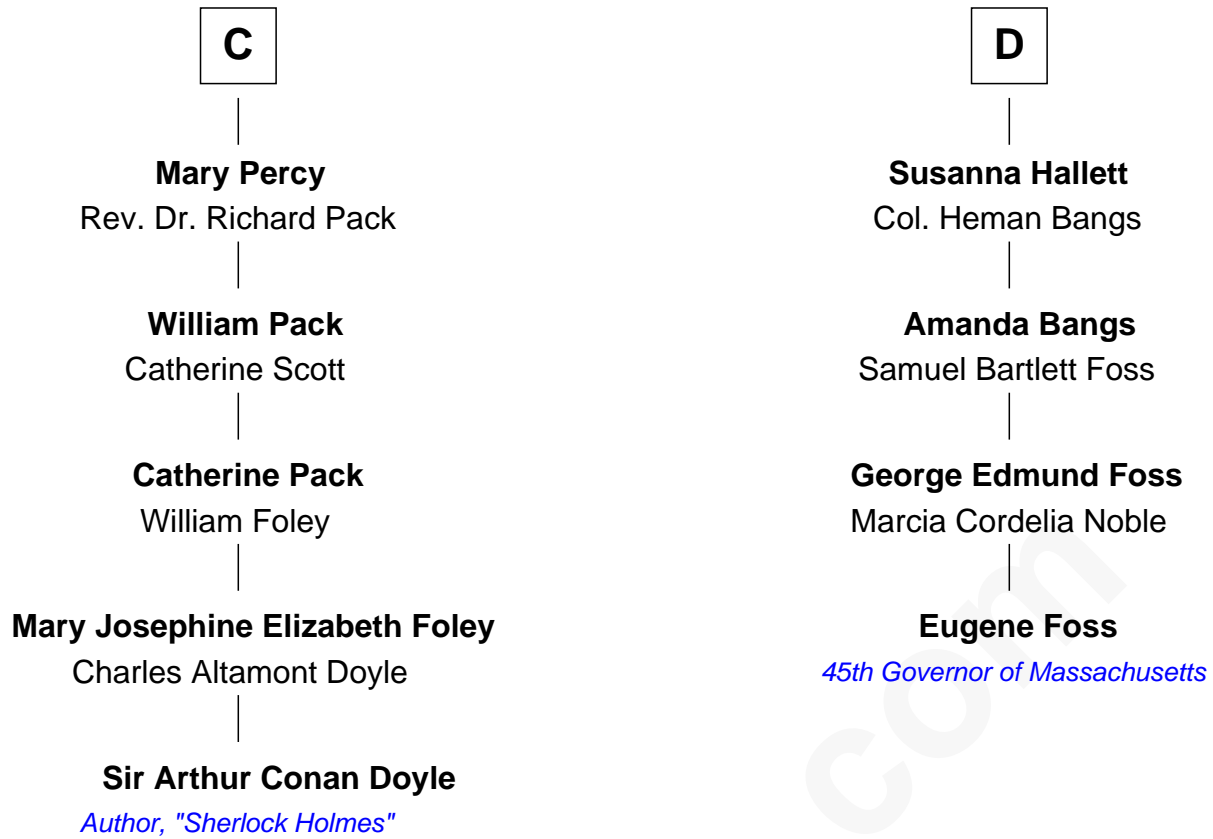 C
Mary Percy
Rev. Dr. Richard Pack
William Pack
Catherine Scott
Catherine Pack
William Foley
Mary Josephine Elizabeth Foley
Charles Altamont Doyle
Sir Arthur Conan Doyle
Author, "Sherlock Holmes"
D
Susanna Hallett
Col. Heman Bangs
Amanda Bangs
Samuel Bartlett Foss
George Edmund Foss
Marcia Cordelia Noble
Eugene Foss
45th Governor of Massachusetts
com